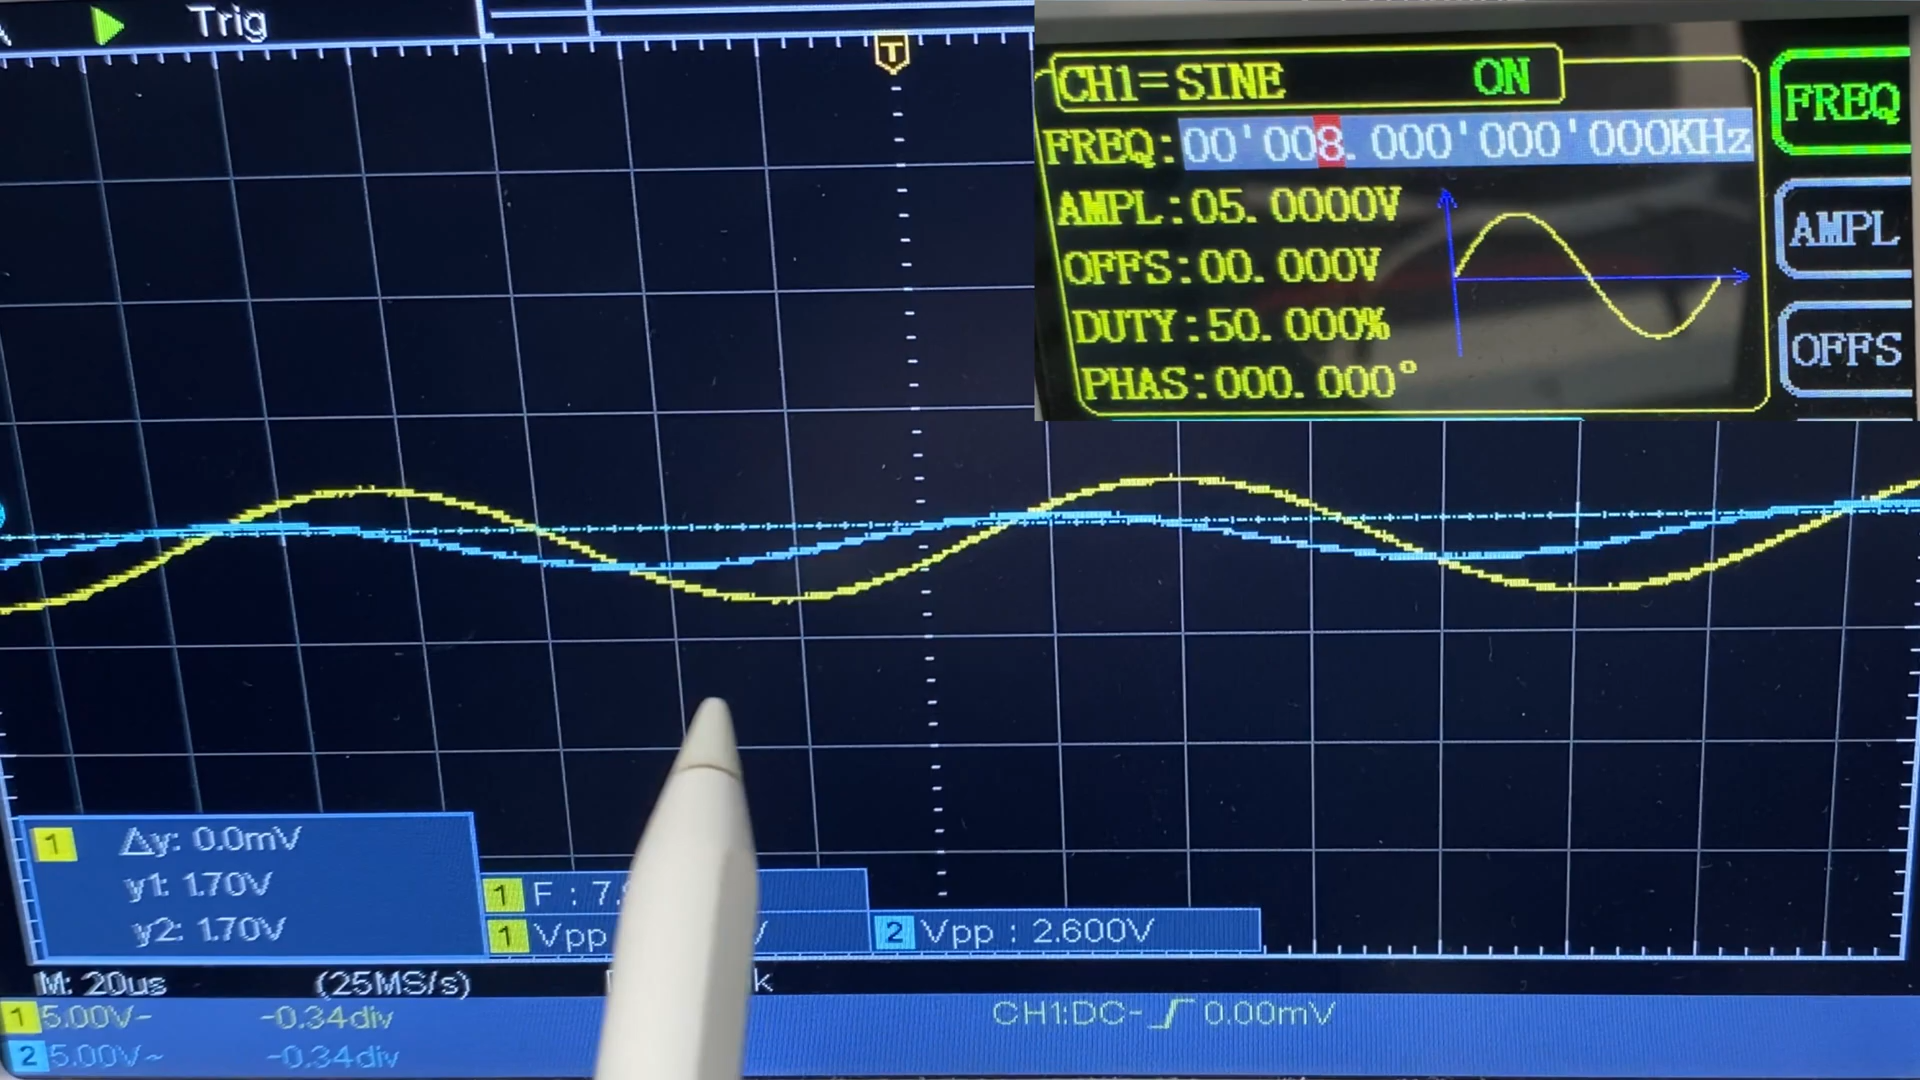 Trig
T
CH1=SINE ON
FREQ:00'008.000'000'000KHz
AMPL:05.0000V
OFFS:00.000V
DUTY:50.000%
PHAS:000.000°
FREQ
AMPL
OFFS
1 Δy: 0.0mV
y1: 1.70V
y2: 1.70V
1 F : 7.
1 Vpp
2 Vpp : 2.600V
M: 20us (25MS/s)
1 5.00V- -0.34div
2 5.00V~ -0.34div
CH1:DC- 0.00mV